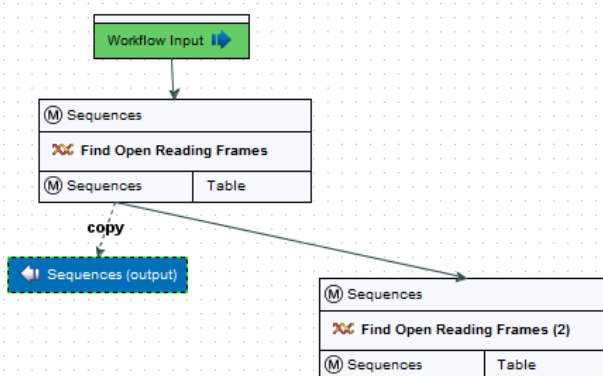 Workflow Input
M Sequences
Find Open Reading Frames
M Sequences Table
copy
Sequences (output)
M Sequences
Find Open Reading Frames (2)
M Sequences Table